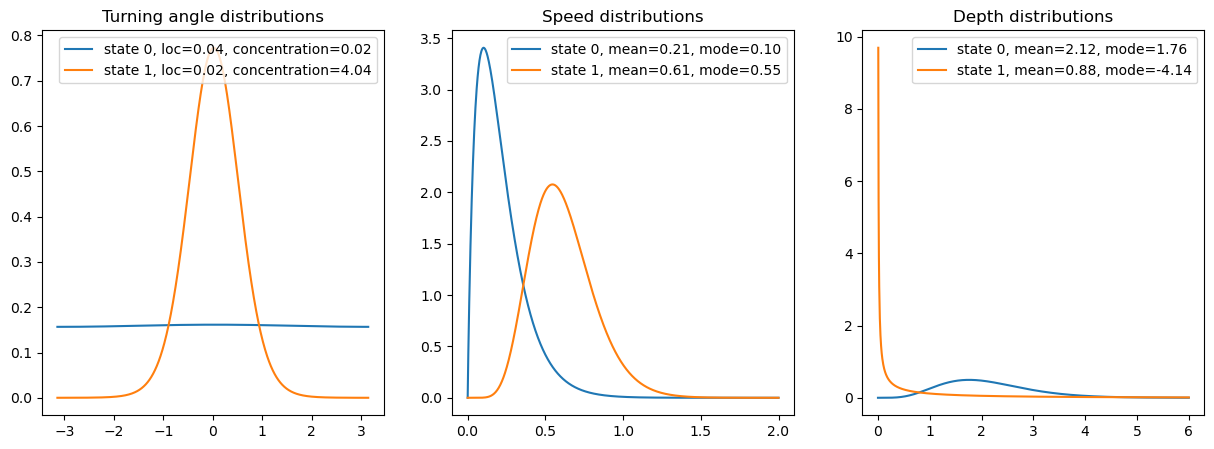 Turning angle distributions
state 0, loc=0.04, concentration=0.02
state 1, loc=0.02, concentration=4.04
0.8
0.7
0.6
0.5
0.4
0.3
0.2
0.1
0.0
−3 −2 −1 0 1 2 3
Speed distributions
state 0, mean=0.21, mode=0.10
state 1, mean=0.61, mode=0.55
3.5
3.0
2.5
2.0
1.5
1.0
0.5
0.0
0.0 0.5 1.0 1.5 2.0
Depth distributions
state 0, mean=2.12, mode=1.76
state 1, mean=0.88, mode=-4.14
10
8
6
4
2
0
0 1 2 3 4 5 6